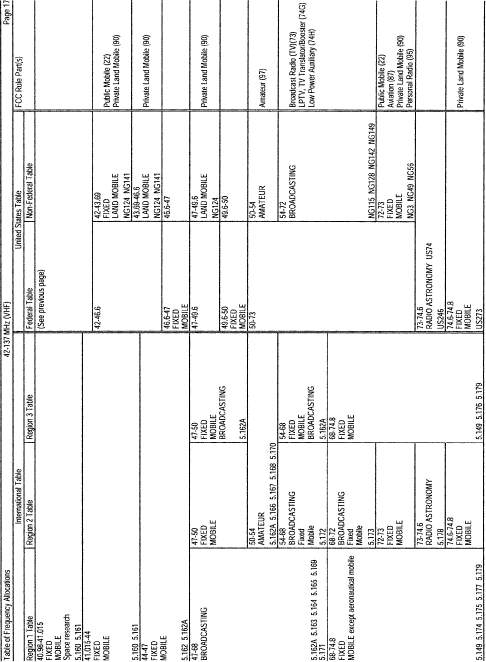 Table of Frequency Allocations
42-137 MHz (VHF)
Page 17
International Table
United States Table
FCC Rule Part(s)
Region 1 Table
Region 2 Table
Region 3 Table
Federal Table
Non-Federal Table
40.98-41.015
FIXED
MOBILE
Space research
5.160 5.161
41.015-44
FIXED
MOBILE
5.160 5.161
44-47
FIXED
MOBILE
5.162 5.162A
47-68
BROADCASTING
5.162A 5.163 5.164 5.165 5.169
5.171
68-74.8
FIXED
MOBILE except aeronautical mobile
5.149 5.174 5.175 5.177 5.179
47-50
FIXED
MOBILE
50-54
AMATEUR
5.162A 5.166 5.167 5.168 5.170
54-68
BROADCASTING
Fixed
Mobile
5.172
68-72
BROADCASTING
Fixed
Mobile
5.173
72-73
FIXED
MOBILE
73-74.6
RADIO ASTRONOMY
5.178
74.6-74.8
FIXED
MOBILE
47-50
FIXED
MOBILE
BROADCASTING
5.162A
54-68
FIXED
MOBILE
BROADCASTING
5.162A
68-74.8
FIXED
MOBILE
5.149 5.176 5.179
(See previous page)
42-46.6
46.6-47
FIXED
MOBILE
47-49.6
49.6-50
FIXED
MOBILE
50-73
73-74.6
RADIO ASTRONOMY US74
US246
74.6-74.8
FIXED
MOBILE
US273
42-43.69
FIXED
LAND MOBILE
NG124 NG141
43.69-46.6
LAND MOBILE
NG124 NG141
46.6-47
47-49.6
LAND MOBILE
NG124
49.6-50
50-54
AMATEUR
54-72
BROADCASTING
NG115 NG128 NG142 NG149
72-73
FIXED
MOBILE
NG3 NG49 NG56
Public Mobile (22)
Private Land Mobile (90)
Private Land Mobile (90)
Private Land Mobile (90)
Amateur (97)
Broadcast Radio (TV)(73)
LPTV, TV Translator/Booster (74G)
Low Power Auxiliary (74H)
Public Mobile (22)
Aviation (87)
Private Land Mobile (90)
Personal Radio (95)
Private Land Mobile (90)